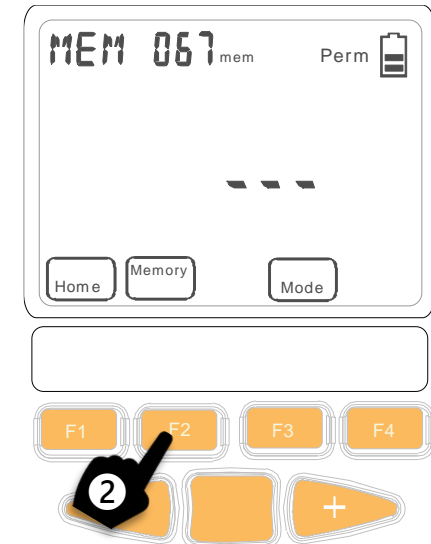 MEM 067 mem Perm
---
Home Memory Mode
F1 F2 F3 F4
2 +